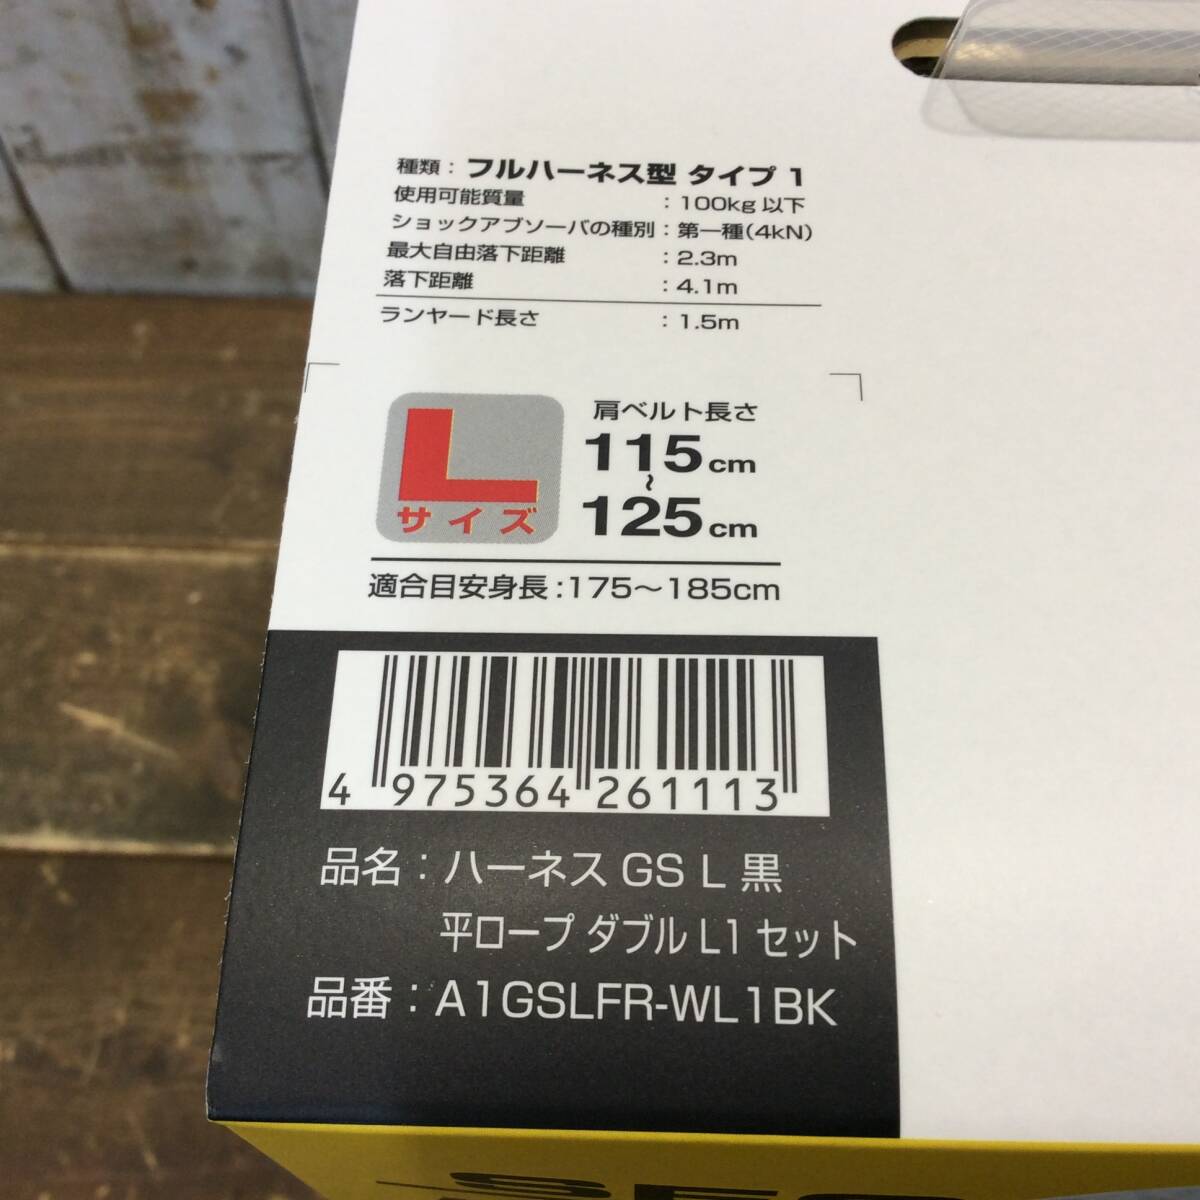 種類：フルハーネス型 タイプ 1
使用可能質量：100kg 以下
ショックアブソーバの種別：第一種(4kN)
最大自由落下距離：2.3m
落下距離：4.1m
ランヤード長さ：1.5m
L
サイズ
肩ベルト長さ
115cm
～
125cm
適合目安身長：175～185cm
4 975364 261113
品名：ハーネス GS L 黒
平ロープ ダブル L1 セット
品番：A1GSLFR-WL1BK